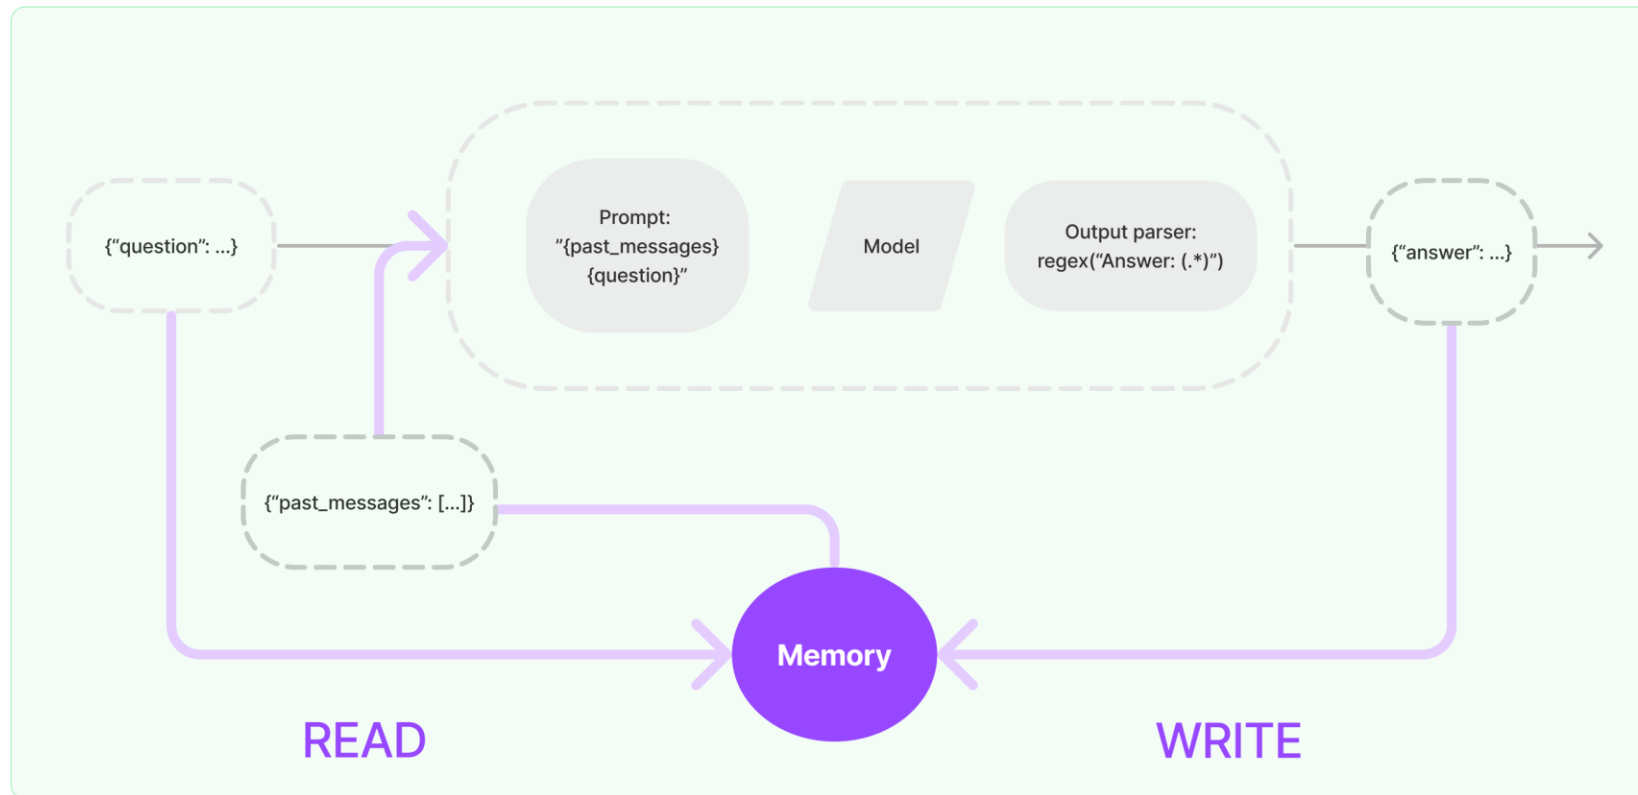 {“question”: ...}
Prompt:
”{past_messages}
{question}”
Model
Output parser:
regex(“Answer: (.*)”)
{“answer”: ...}
{“past_messages”: [...]}
Memory
READ
WRITE